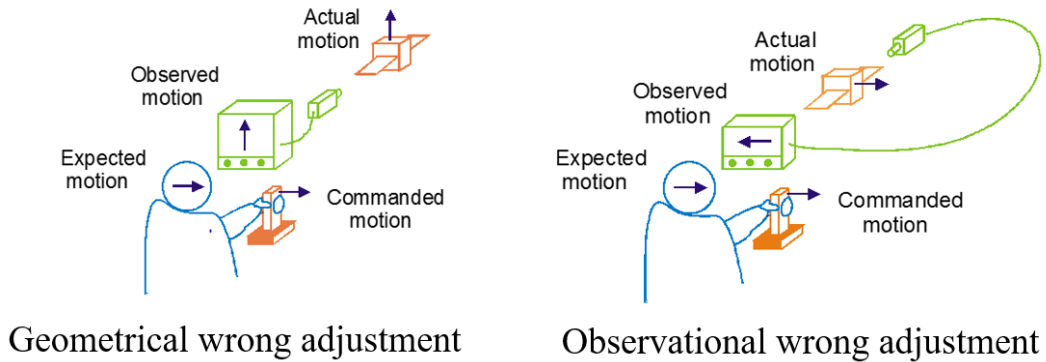 Actual
motion
Observed
motion
Expected
motion
Commanded
motion
Geometrical wrong adjustment
Actual
motion
Observed
motion
Expected
motion
Commanded
motion
Observational wrong adjustment